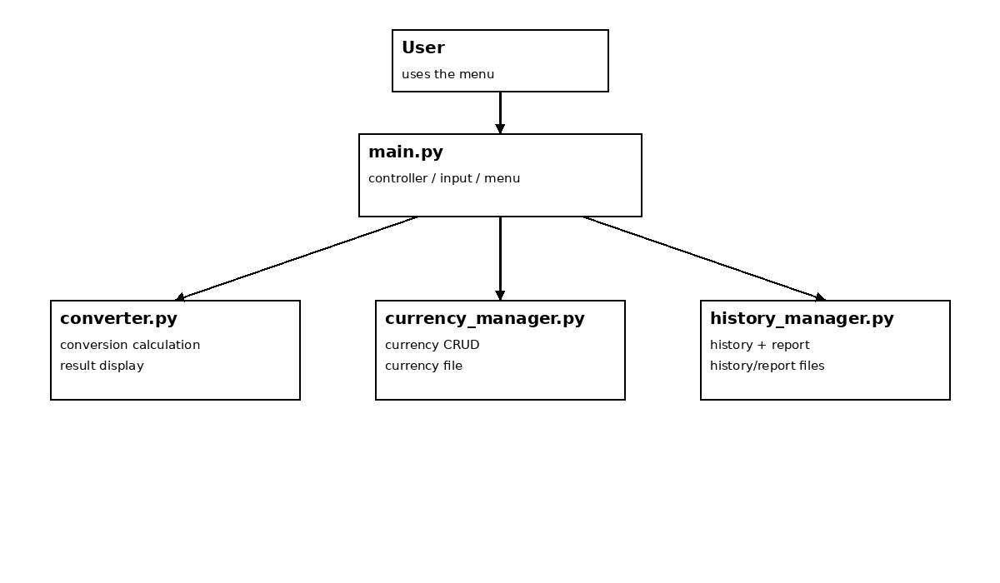 User
uses the menu
main.py
controller / input / menu
converter.py
conversion calculation
result display
currency_manager.py
currency CRUD
currency file
history_manager.py
history + report
history/report files